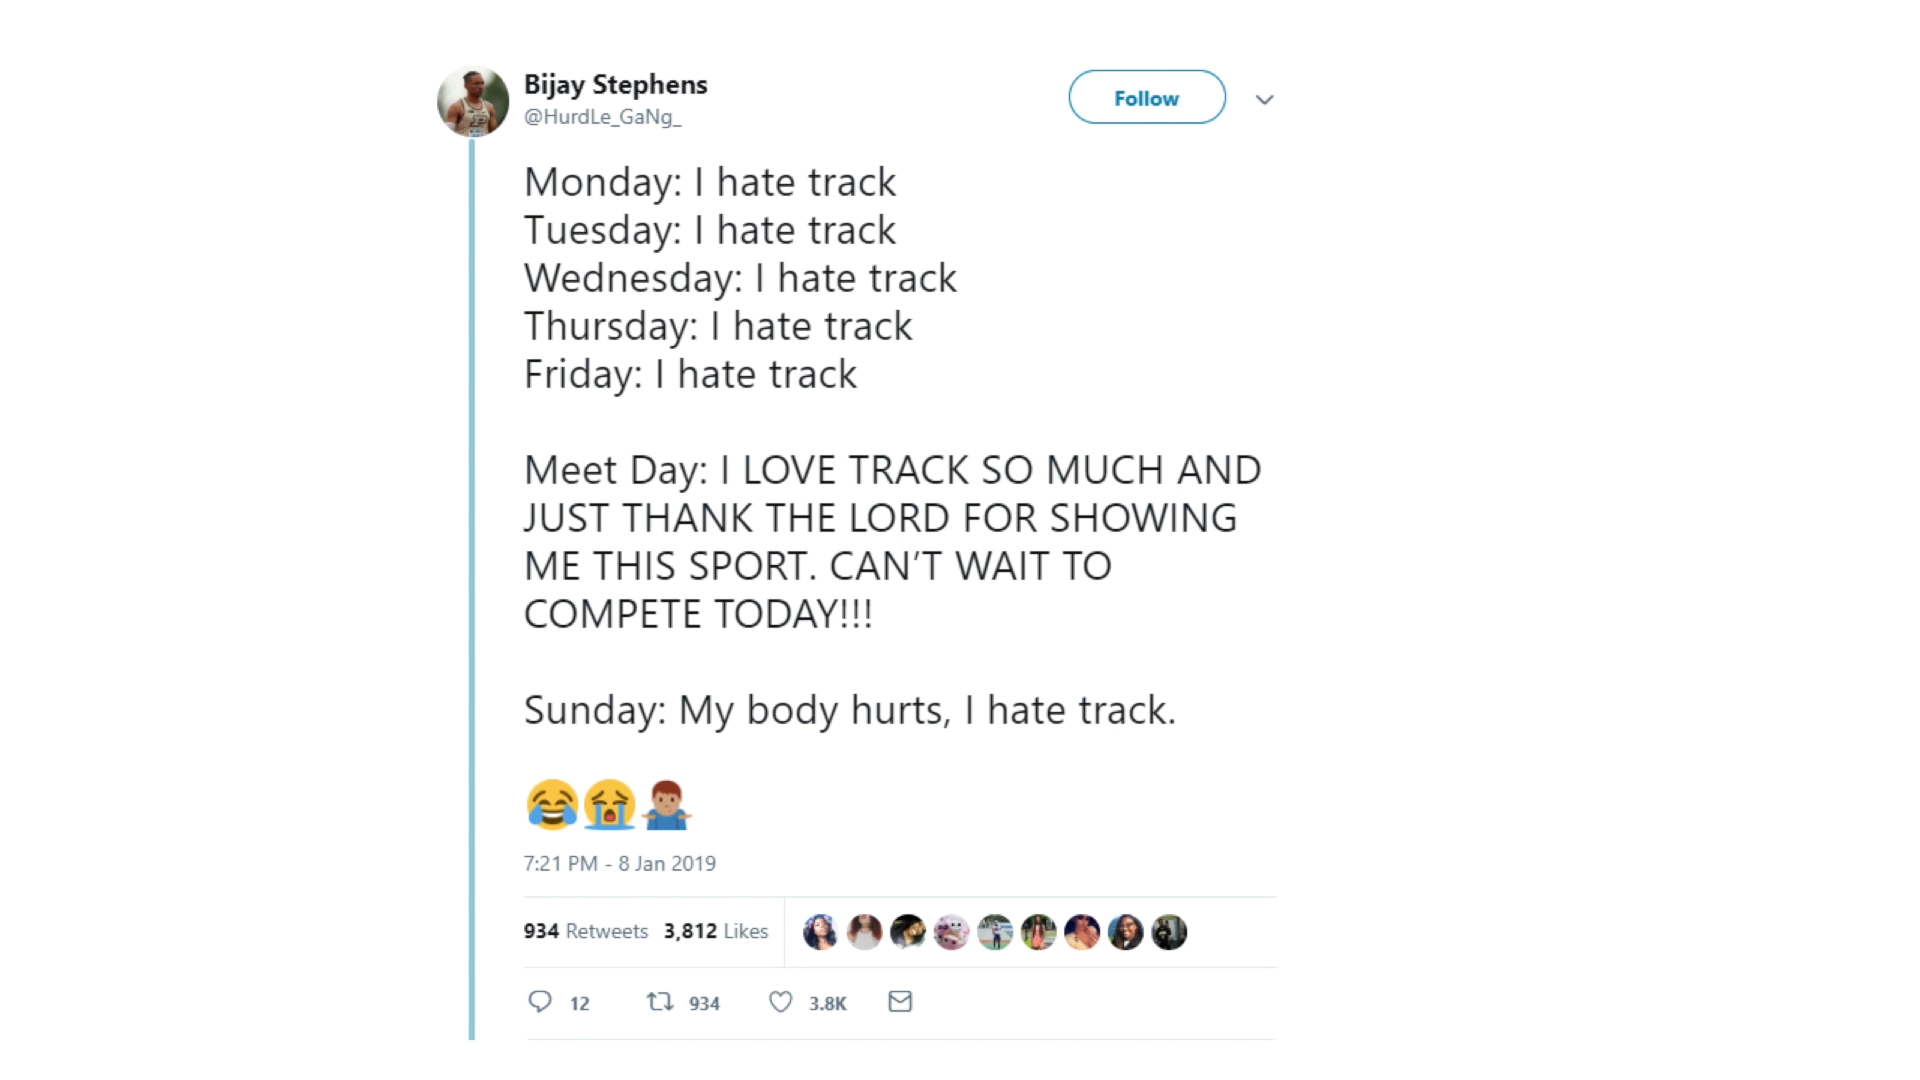 Bijay Stephens
@HurdLe_GaNg_
Follow
Monday: I hate track
Tuesday: I hate track
Wednesday: I hate track
Thursday: I hate track
Friday: I hate track
Meet Day: I LOVE TRACK SO MUCH AND
JUST THANK THE LORD FOR SHOWING
ME THIS SPORT. CAN’T WAIT TO
COMPETE TODAY!!!
Sunday: My body hurts, I hate track.
😂😭🤷🏽‍♂️
7:21 PM - 8 Jan 2019
934 Retweets 3,812 Likes
12 934 3.8K